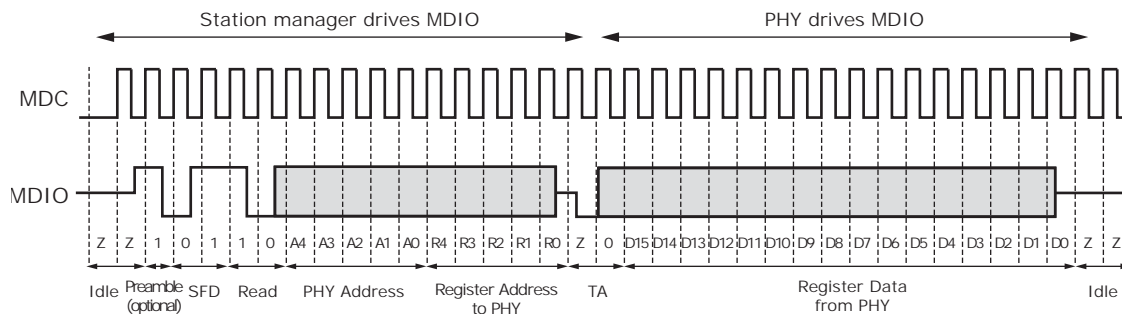 Station manager drives MDIO PHY drives MDIO
MDC
MDIO
Z Z 1 0 1 1 0 A4 A3 A2 A1 A0 R4 R3 R2 R1 R0 Z 0 D15 D14 D13 D12 D11 D10 D9 D8 D7 D6 D5 D4 D3 D2 D1 D0 Z Z
Idle Preamble SFD Read PHY Address Register Address TA Register Data Idle
(optional) to PHY from PHY